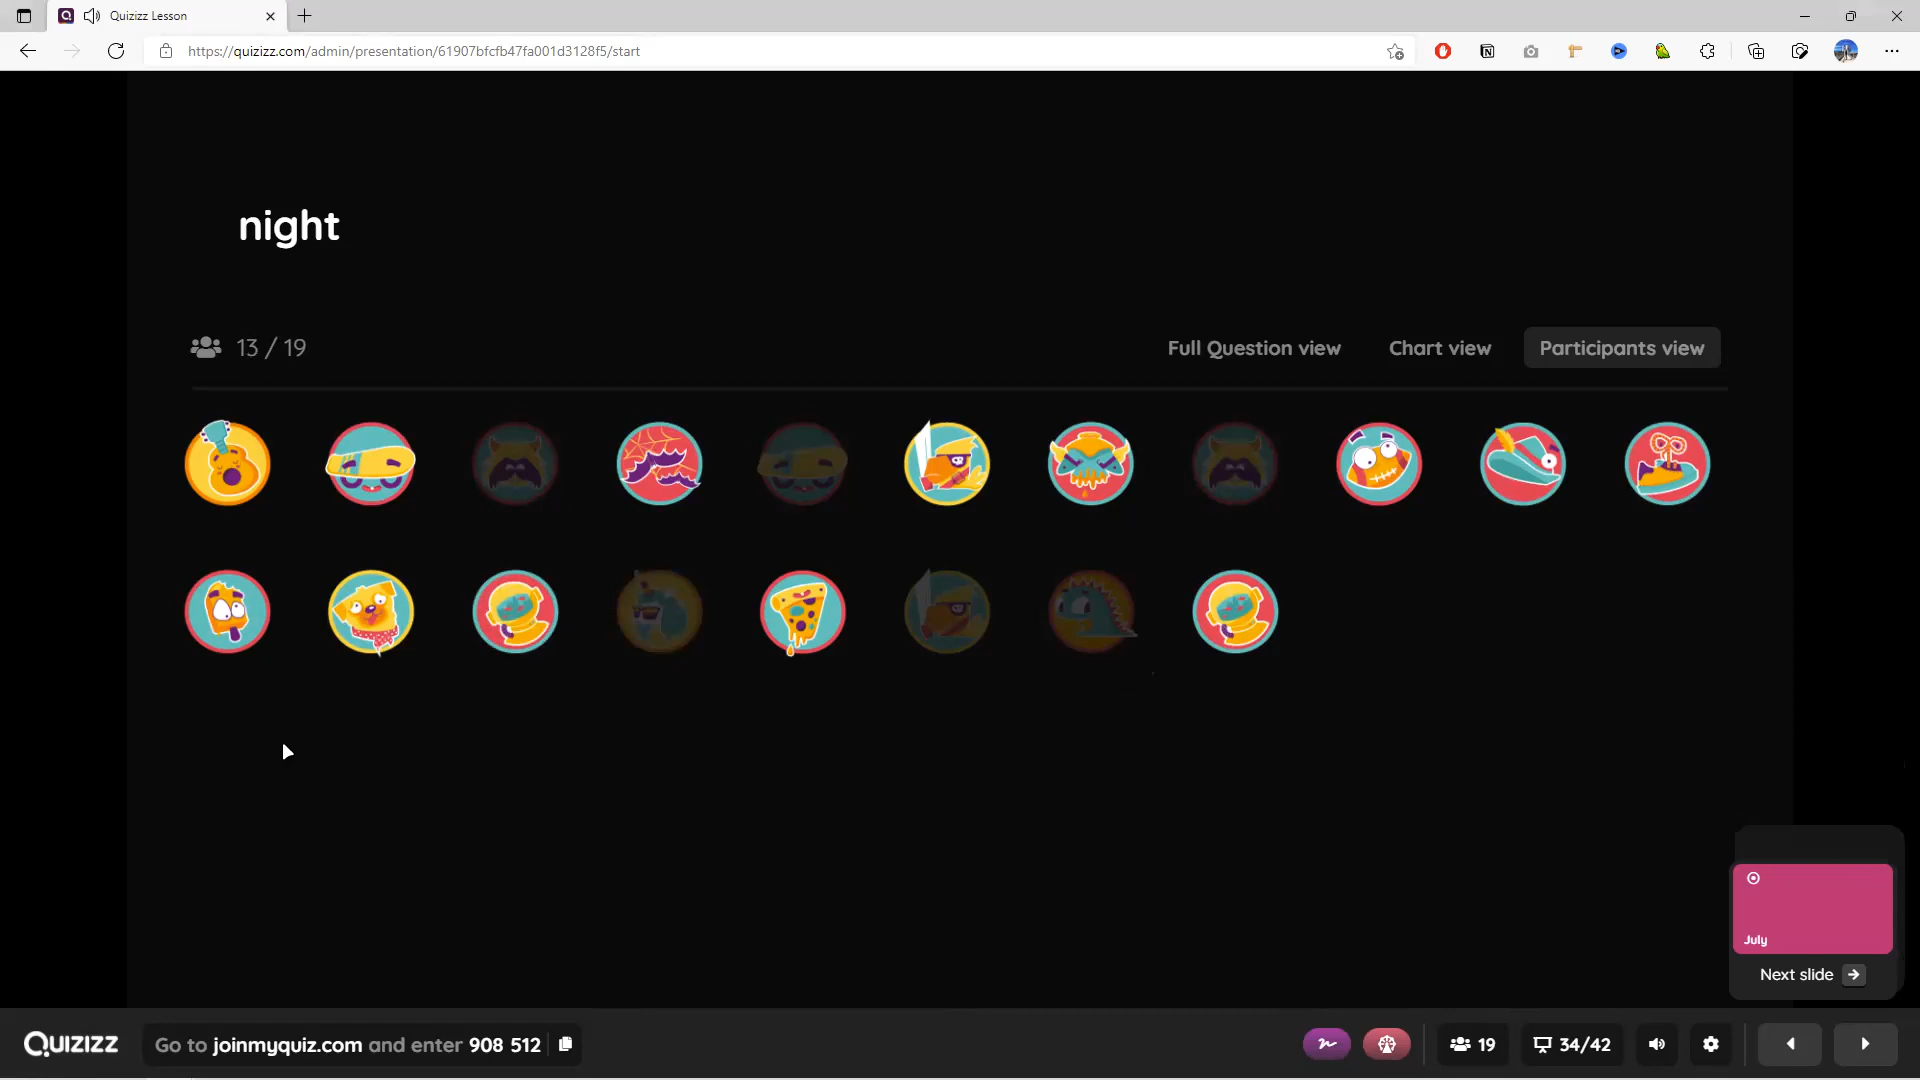 Quizizz Lesson
https://quizizz.com/admin/presentation/61907bfcfb47fa001d3128f5/start
night
13 / 19
Full Question view
Chart view
Participants view
July
Next slide
QUIZIZZ
Go to joinmyquiz.com and enter 908 512
19
34/42